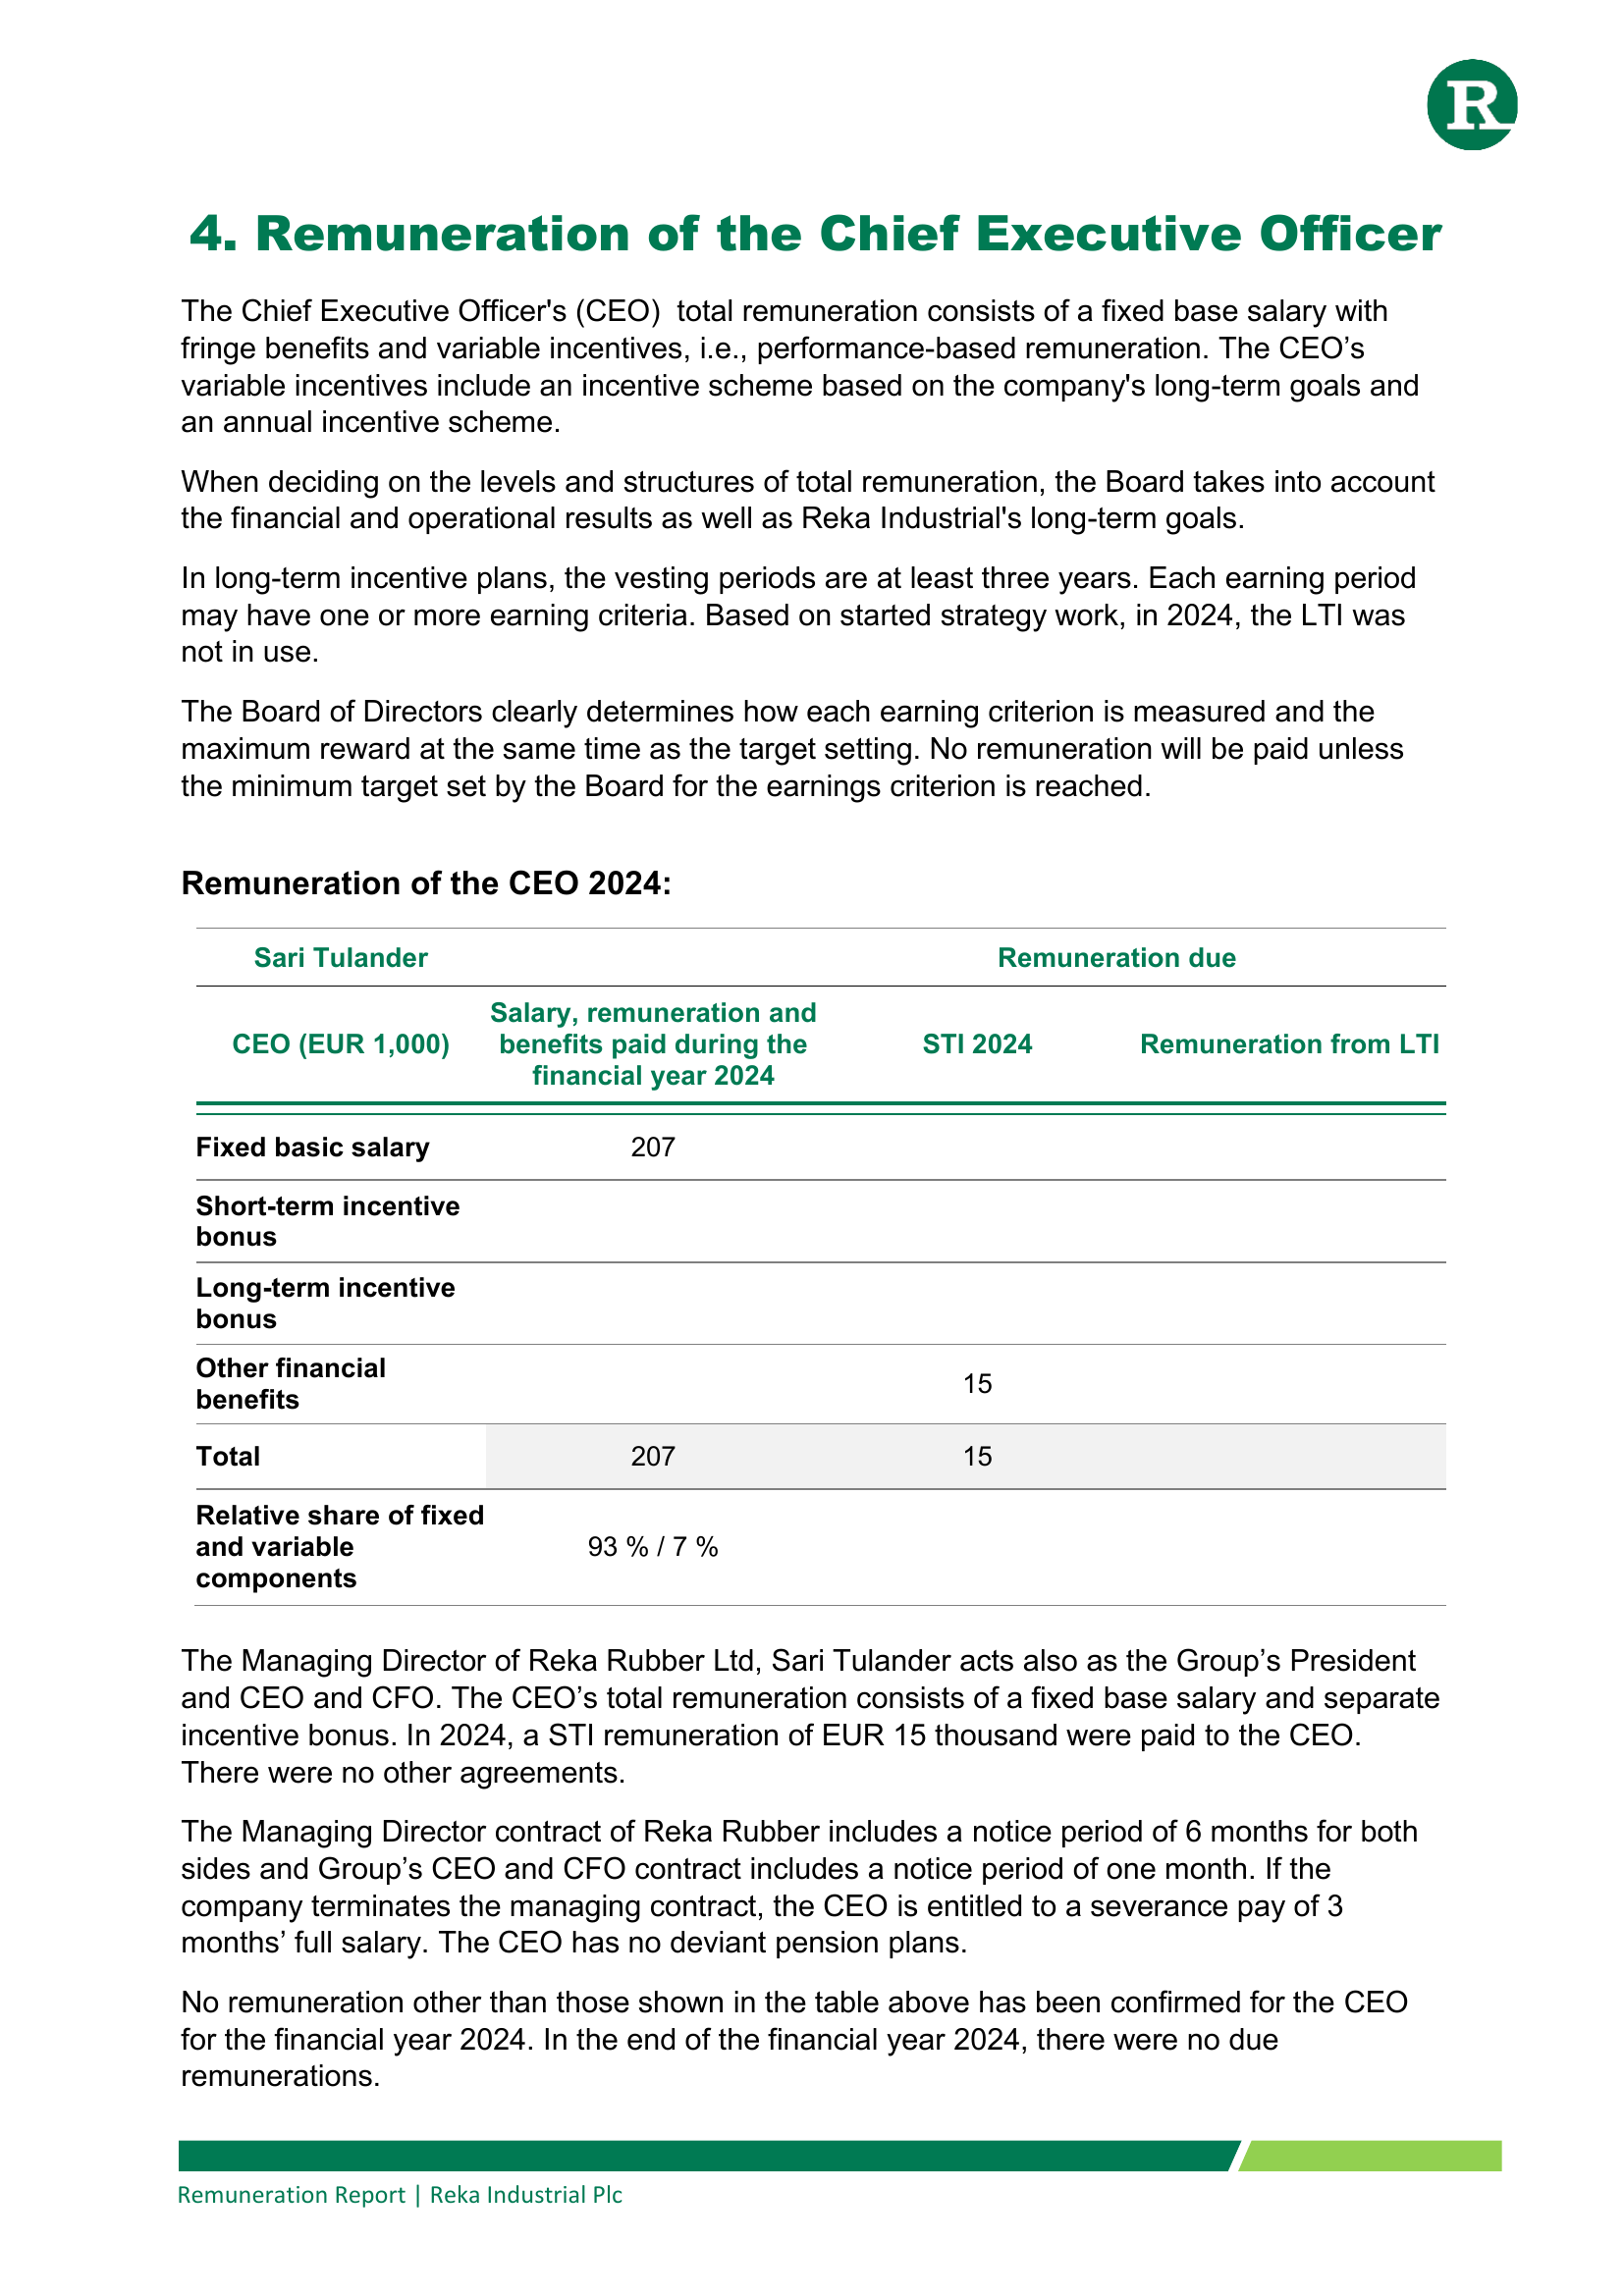 R
4. Remuneration of the Chief Executive Officer
The Chief Executive Officer's (CEO)  total remuneration consists of a fixed base salary with
fringe benefits and variable incentives, i.e., performance-based remuneration. The CEO’s
variable incentives include an incentive scheme based on the company's long-term goals and
an annual incentive scheme.
When deciding on the levels and structures of total remuneration, the Board takes into account
the financial and operational results as well as Reka Industrial's long-term goals.
In long-term incentive plans, the vesting periods are at least three years. Each earning period
may have one or more earning criteria. Based on started strategy work, in 2024, the LTI was
not in use.
The Board of Directors clearly determines how each earning criterion is measured and the
maximum reward at the same time as the target setting. No remuneration will be paid unless
the minimum target set by the Board for the earnings criterion is reached.
Remuneration of the CEO 2024:
Sari Tulander Remuneration due
CEO (EUR 1,000) Salary, remuneration and
benefits paid during the
financial year 2024 STI 2024 Remuneration from LTI
Fixed basic salary 207
Short-term incentive
bonus
Long-term incentive
bonus
Other financial
benefits 15
Total 207 15
Relative share of fixed
and variable
components 93 % / 7 %
The Managing Director of Reka Rubber Ltd, Sari Tulander acts also as the Group’s President
and CEO and CFO. The CEO’s total remuneration consists of a fixed base salary and separate
incentive bonus. In 2024, a STI remuneration of EUR 15 thousand were paid to the CEO.
There were no other agreements.
The Managing Director contract of Reka Rubber includes a notice period of 6 months for both
sides and Group’s CEO and CFO contract includes a notice period of one month. If the
company terminates the managing contract, the CEO is entitled to a severance pay of 3
months’ full salary. The CEO has no deviant pension plans.
No remuneration other than those shown in the table above has been confirmed for the CEO
for the financial year 2024. In the end of the financial year 2024, there were no due
remunerations.
Remuneration Report | Reka Industrial Plc